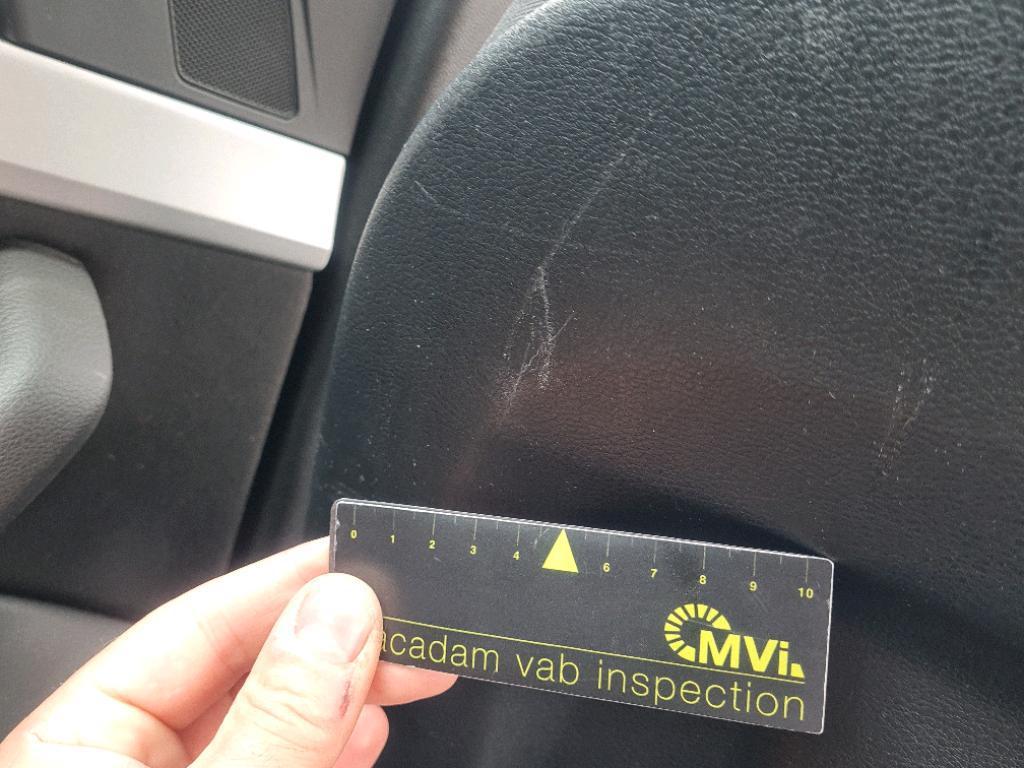 0 1 2 3 4 6 7 8 9 10
MVi.
acadam vab inspection